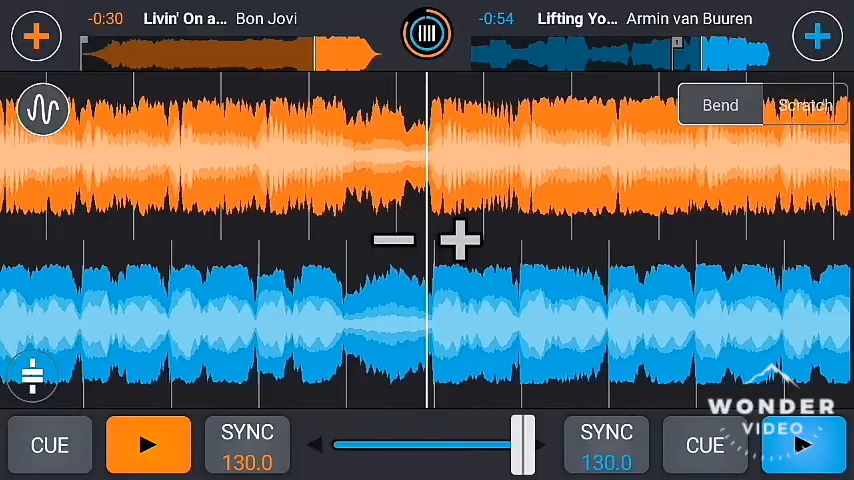 -0:30 Livin' On a... Bon Jovi
-0:54 Lifting Yo... Armin van Buuren
1
Bend Scratch
CUE
SYNC
130.0
SYNC
130.0
CUE
WONDER
VIDEO